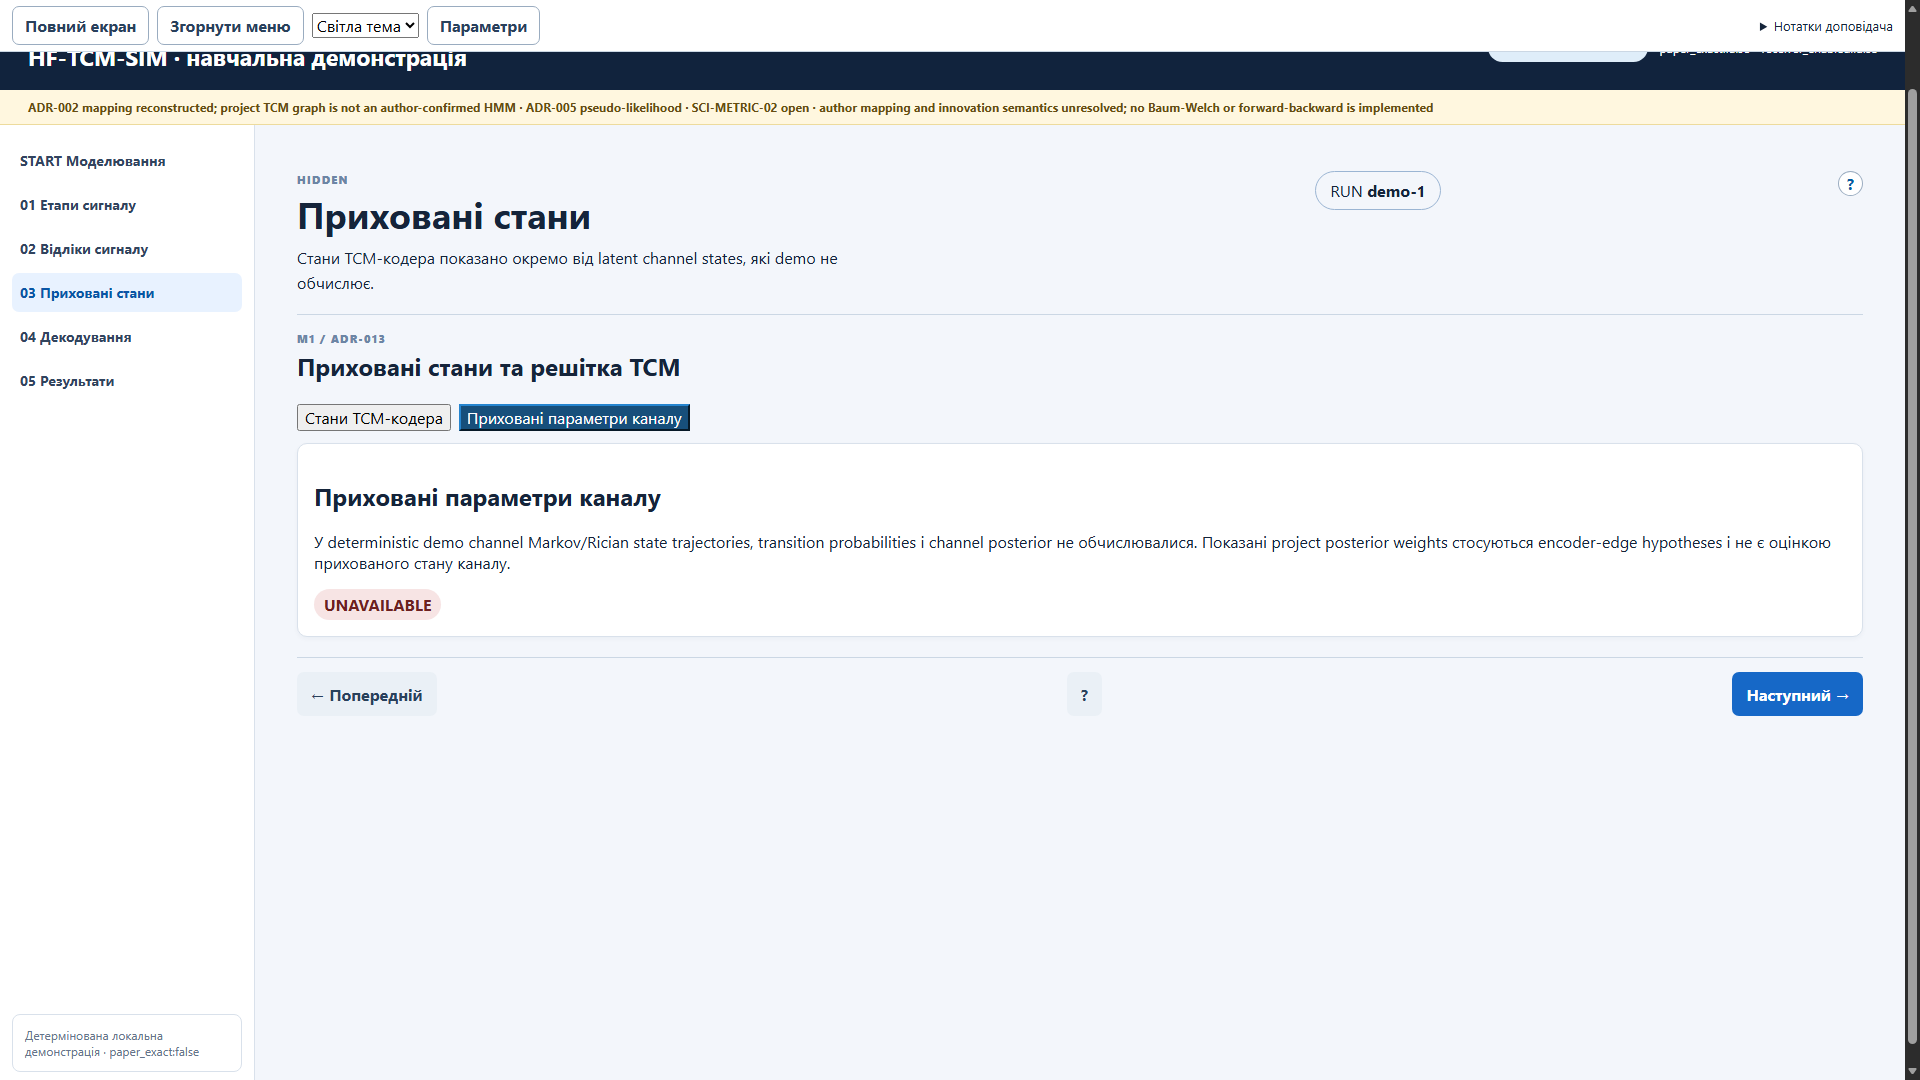 Повний екран
Згорнути меню
Світла тема
Параметри
▶ Нотатки доповідача
HF-TCM-SIM · навчальна демонстрація
ADR-002 mapping reconstructed; project TCM graph is not an author-confirmed HMM · ADR-005 pseudo-likelihood · SCI-METRIC-02 open · author mapping and innovation semantics unresolved; no Baum-Welch or forward-backward is implemented
START Моделювання
01 Етапи сигналу
02 Відліки сигналу
03 Приховані стани
04 Декодування
05 Результати
Детермінована локальна
демонстрація · paper_exact:false
HIDDEN
Приховані стани
Стани TCM-кодера показано окремо від latent channel states, які demo не
обчислює.
RUN demo-1
?
M1 / ADR-013
Приховані стани та решітка TCM
Стани TCM-кодера
Приховані параметри каналу
Приховані параметри каналу
У deterministic demo channel Markov/Rician state trajectories, transition probabilities і channel posterior не обчислювалися. Показані project posterior weights стосуються encoder-edge hypotheses і не є оцінкою
прихованого стану каналу.
UNAVAILABLE
← Попередній
?
Наступний →